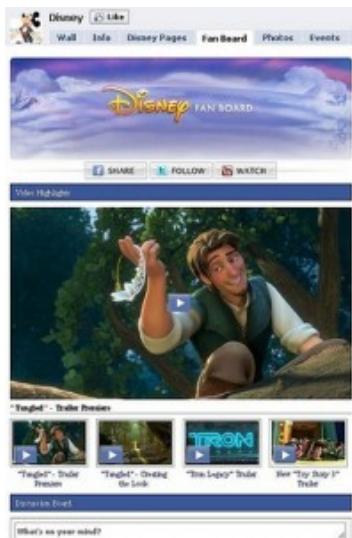 Disney Like
Wall Info Disney Pages Fan Board Photos Events
Disney FAN BOARD
SHARE FOLLOW WATCH
Video Highlights
"Tangled" - Trailer Premiere
"Tangled" - Trailer Premiere
"Tangled" - Creating the Look
TRON
"Tron Legacy" Trailer
New "Toy Story 3" Trailer
Discussion Board
What's on your mind?